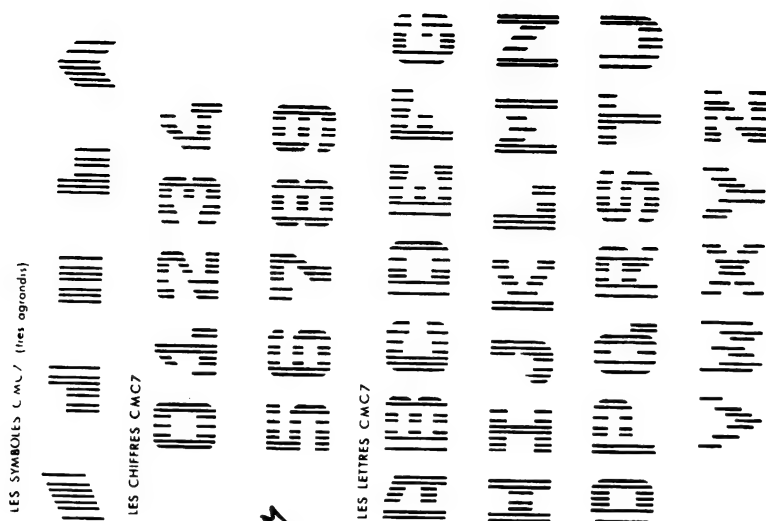 LES SYMBOLES CMC7 (tres agrandis)
LES CHIFFRES CMC7
0 1 2 3 4
5 6 7 8 9
LES LETTRES CMC7
A B C D E F G
H I J K L M N
O P Q R S T U
V W X Y Z